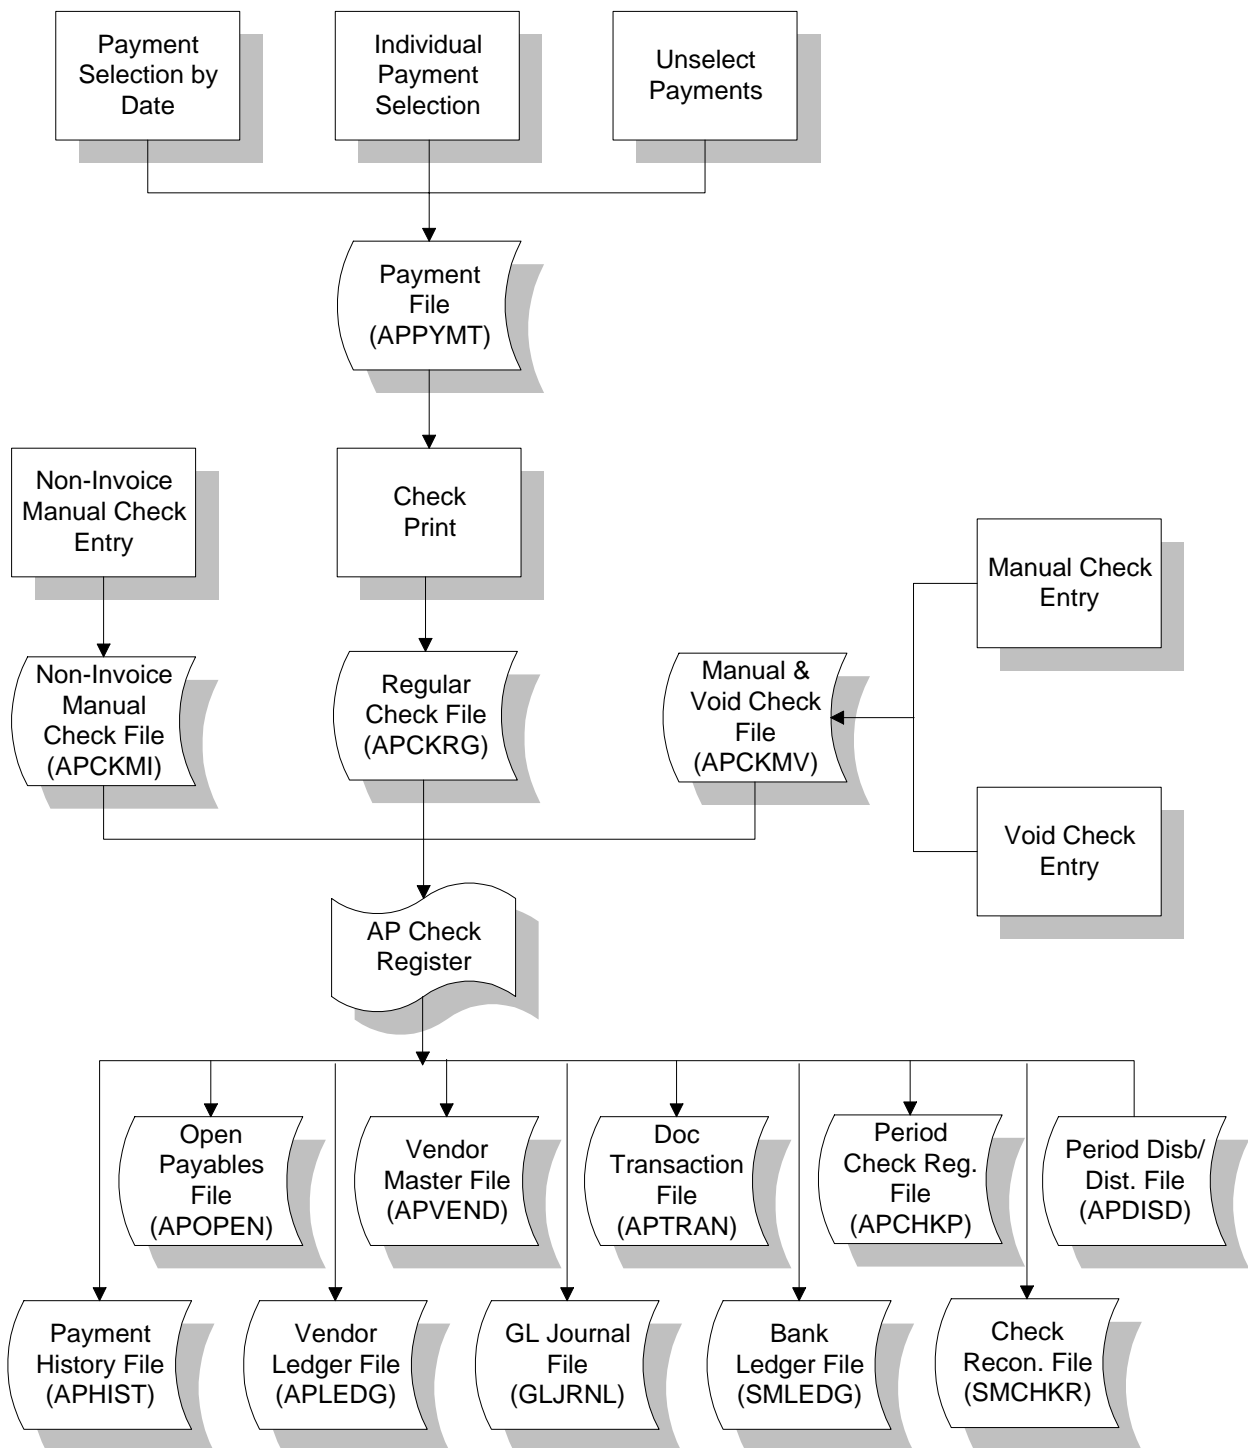 Payment
Selection by
Date
Individual
Payment
Selection
Unselect
Payments
Payment
File
(APPYMT)
Non-Invoice
Manual Check
Entry
Check
Print
Manual Check
Entry
Non-Invoice
Manual
Check File
(APCKMI)
Regular
Check File
(APCKRG)
Manual &
Void Check
File
(APCKMV)
Void Check
Entry
AP Check
Register
Open
Payables
File
(APOPEN)
Vendor
Master File
(APVEND)
Doc
Transaction
File
(APTRAN)
Period
Check Reg.
File
(APCHKP)
Period Disb/
Dist. File
(APDISD)
Payment
History File
(APHIST)
Vendor
Ledger File
(APLEDG)
GL Journal
File
(GLJRNL)
Bank
Ledger File
(SMLEDG)
Check
Recon. File
(SMCHKR)